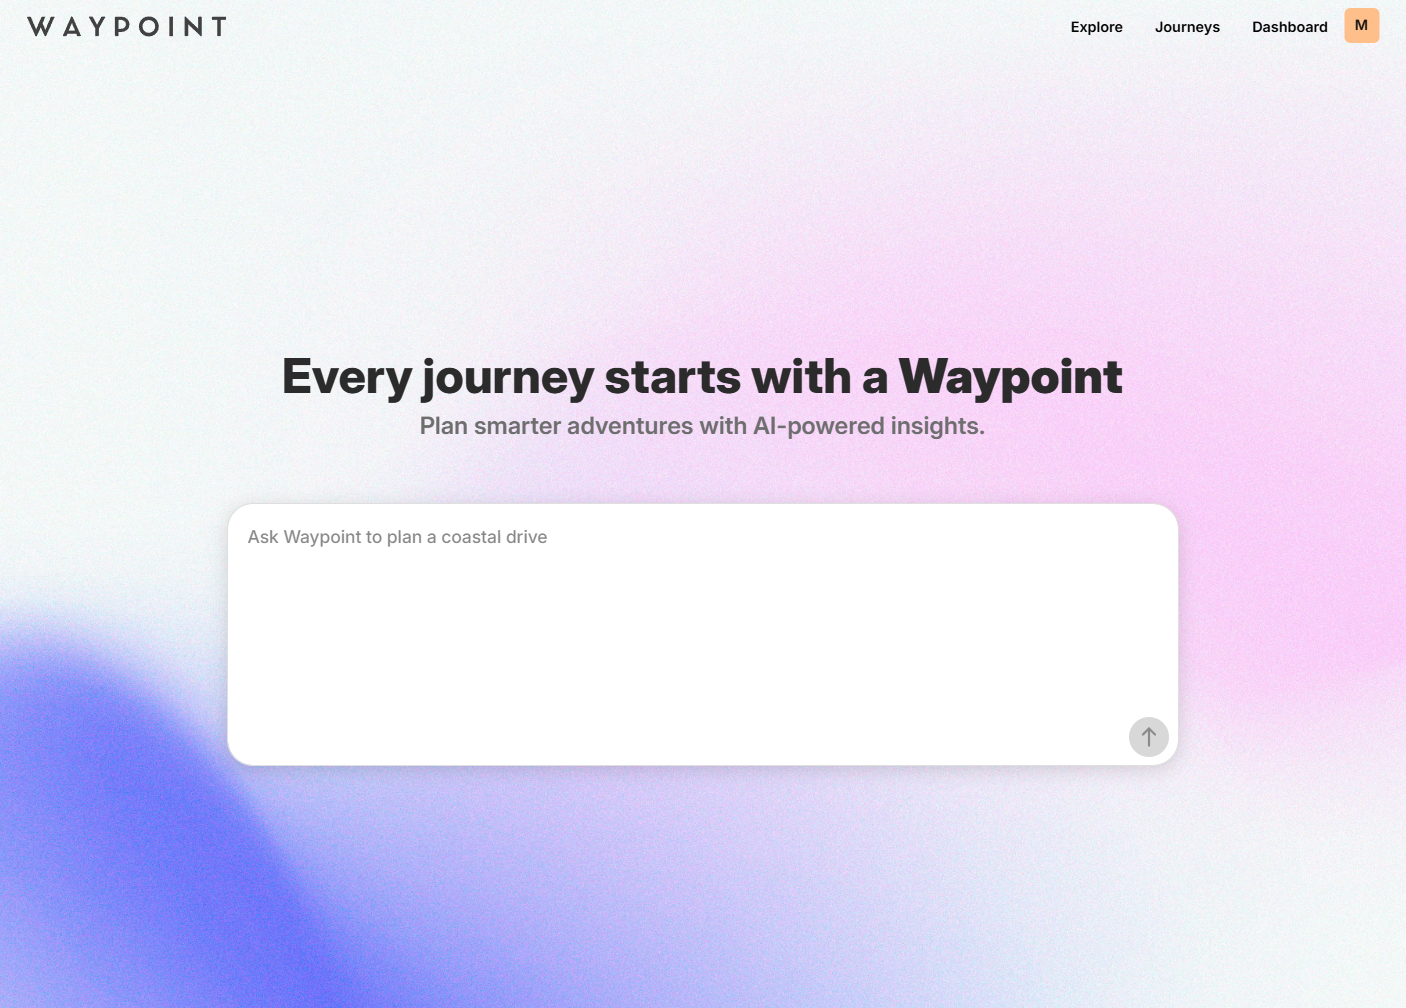 WAYPOINT
Explore Journeys Dashboard M
Every journey starts with a Waypoint
Plan smarter adventures with AI-powered insights.
Ask Waypoint to plan a coastal drive